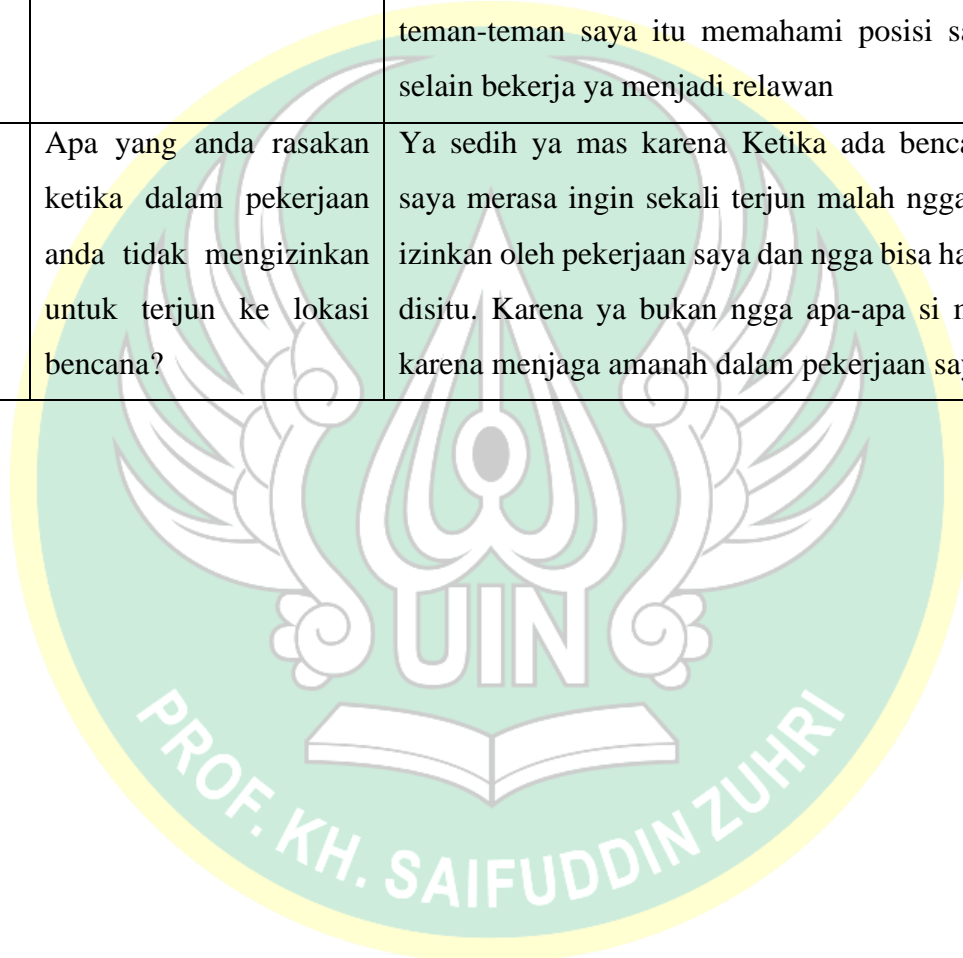 teman-teman saya itu memahami posisi
selain bekerja ya menjadi relawan
Apa yang anda rasakan
ketika dalam pekerjaan
anda tidak mengizinkan
untuk terjun ke lokasi
bencana?
Ya sedih ya mas karena Ketika ada
saya merasa ingin sekali terjun malah
izinkan oleh pekerjaan saya dan ngga bisa
disitu. Karena ya bukan ngga apa-apa si
karena menjaga amanah dalam pekerjaan
UIN
PROF. KH. SAIFUDDIN ZUHRI